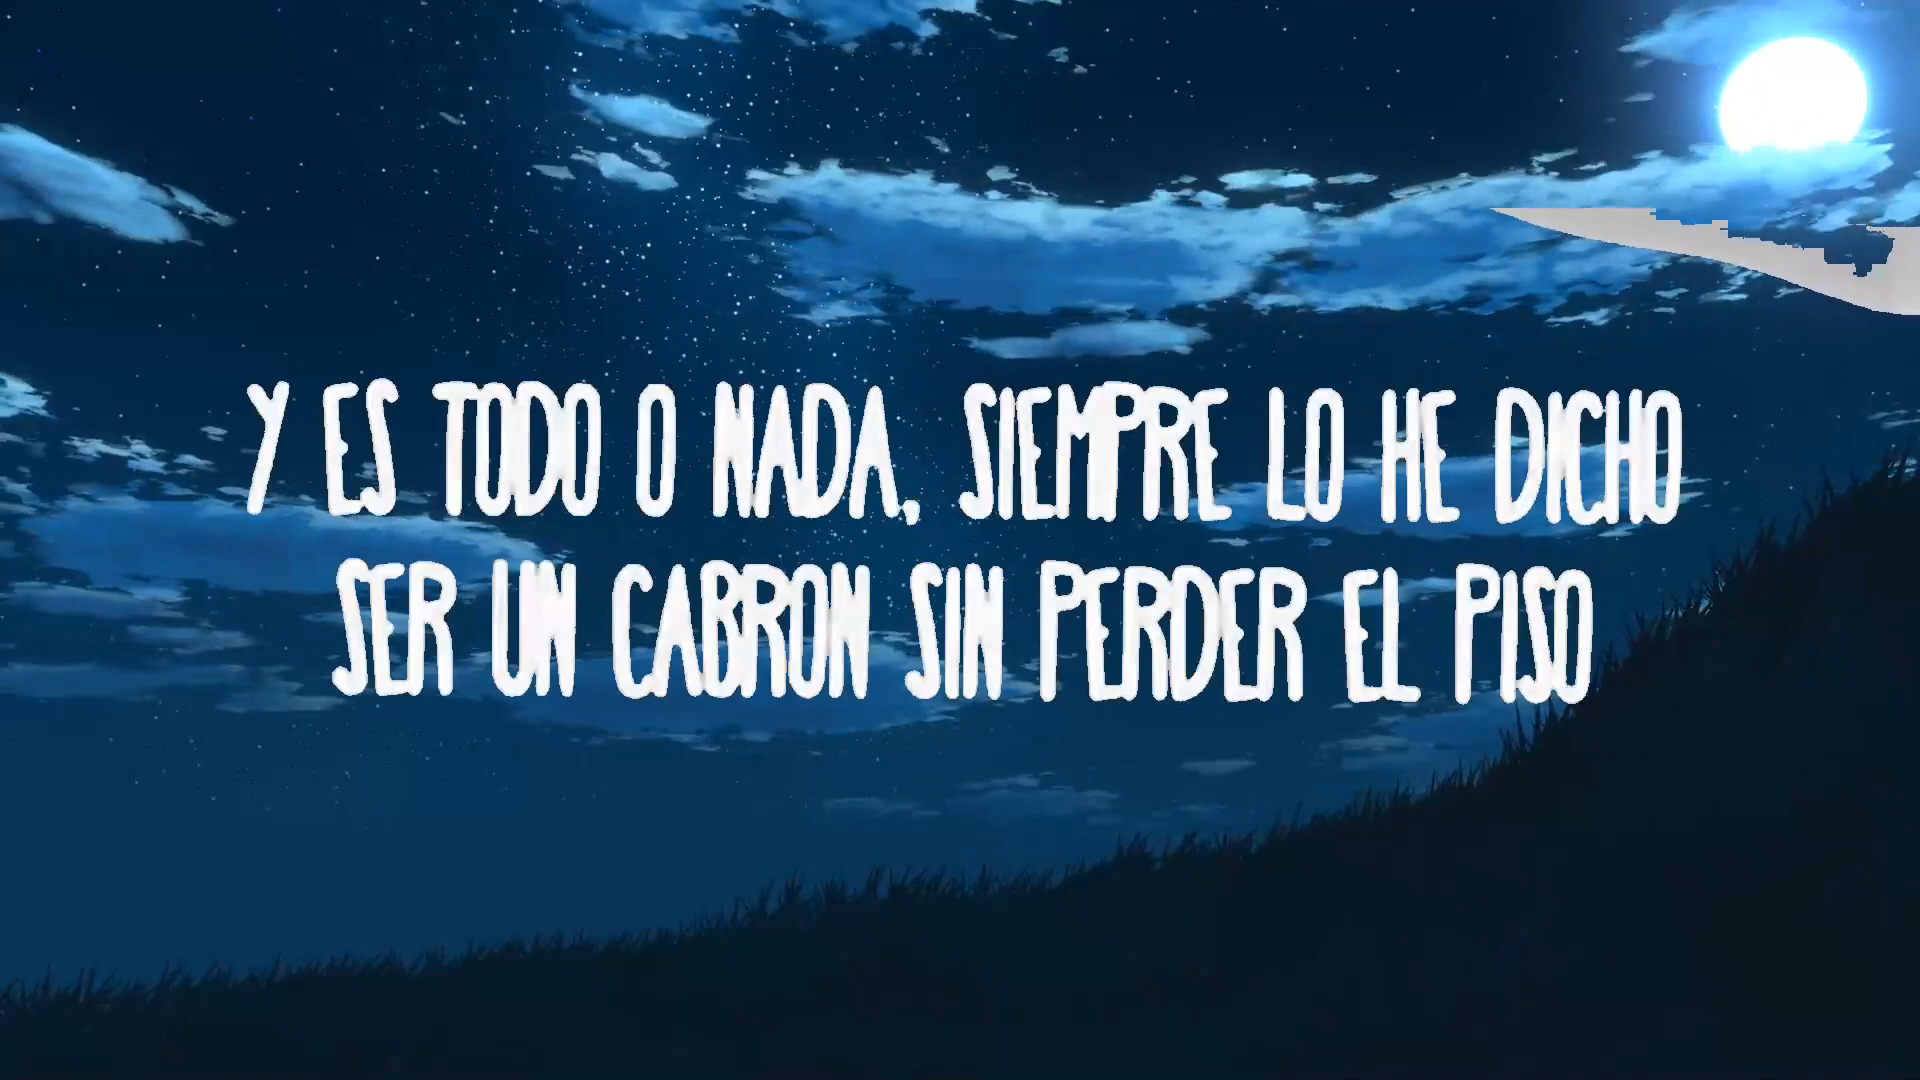 Y ES TODO O NADA, SIEMPRE LO HE DICHO
SER UN CABRON SIN PERDER EL PISO